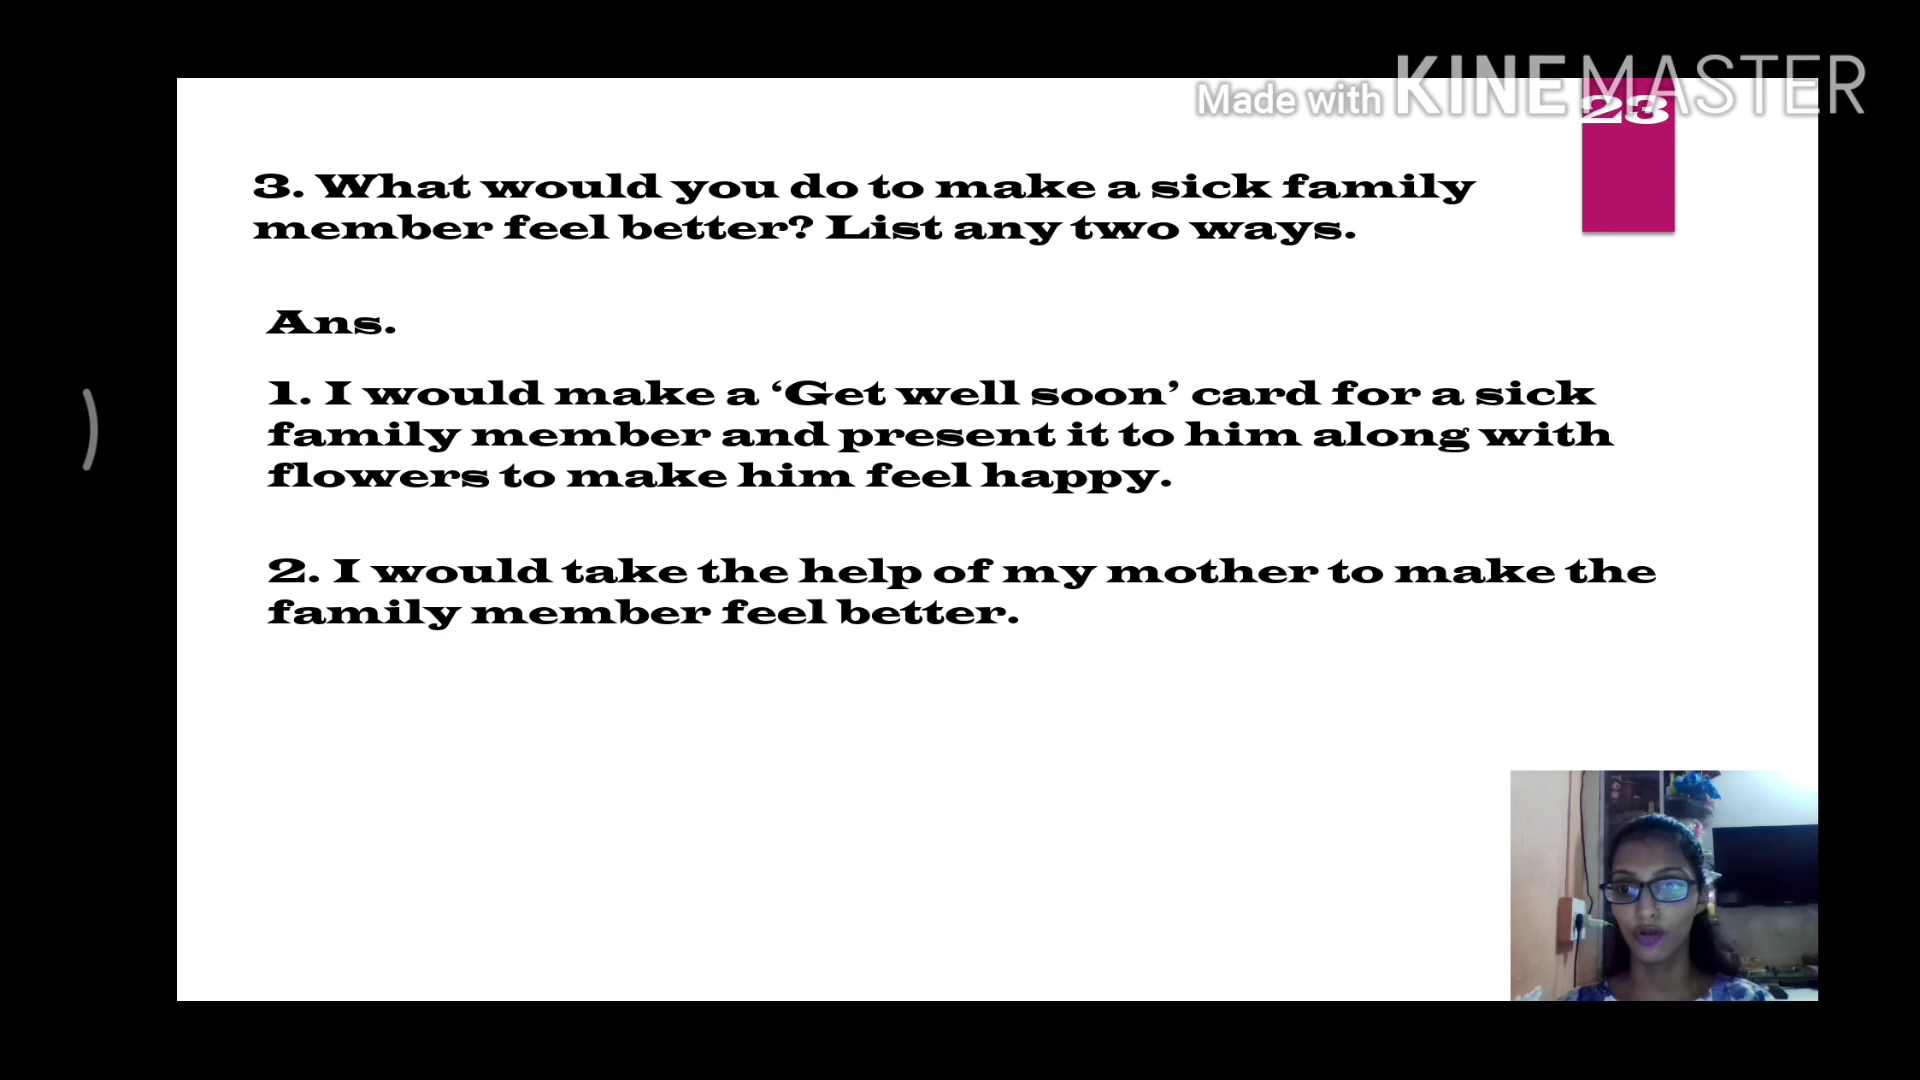 Made with KINEMASTER
23
3. What would you do to make a sick family
member feel better? List any two ways.
Ans.
1. I would make a ‘Get well soon’ card for a sick
family member and present it to him along with
flowers to make him feel happy.
2. I would take the help of my mother to make the
family member feel better.